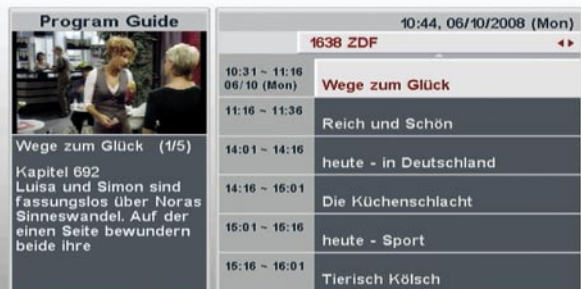 Program Guide
10:44, 06/10/2008 (Mon)
1638 ZDF
10:31 ~ 11:16
06/10 (Mon)
Wege zum Glück
11:16 ~ 11:36
Reich und Schön
Wege zum Glück (1/5)
14:01 ~ 14:16
heute - in Deutschland
Kapitel 692
Luisa und Simon sind
fassungslos über Noras
Sinneswandel. Auf der
einen Seite bewundern
beide ihre
14:16 ~ 15:01
Die Küchenschlacht
15:01 ~ 15:16
heute - Sport
15:16 ~ 16:01
Tierisch Kölsch